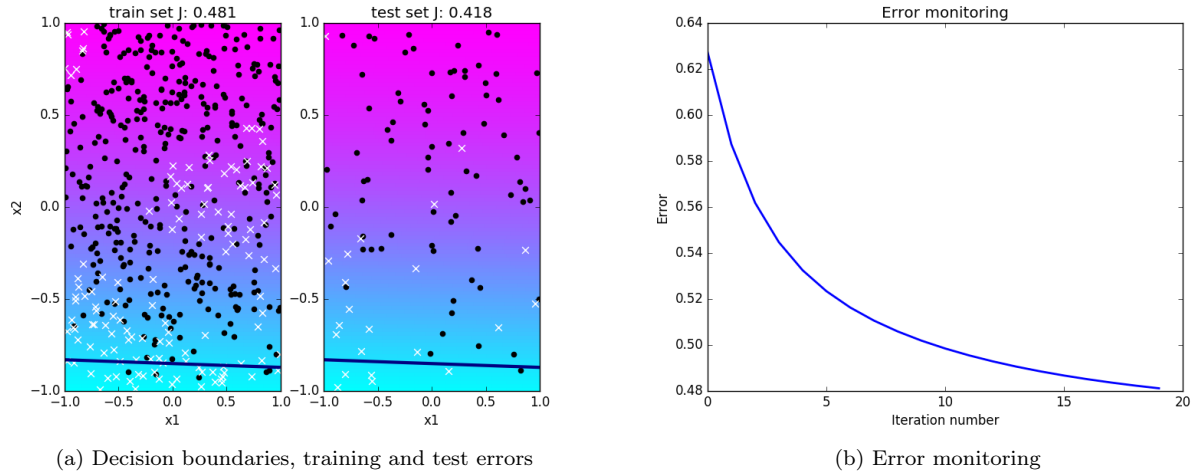 train set J: 0.481
test set J: 0.418
Error monitoring
1.0
0.5
0.0
−0.5
−1.0
x2
−1.0 −0.5 0.0 0.5 1.0
x1
1.0
0.5
0.0
−0.5
−1.0
−1.0 −0.5 0.0 0.5 1.0
x1
0.64
0.62
0.60
0.58
0.56
0.54
0.52
0.50
0.48
Error
0 5 10 15 20
Iteration number
(a) Decision boundaries, training and test errors
(b) Error monitoring